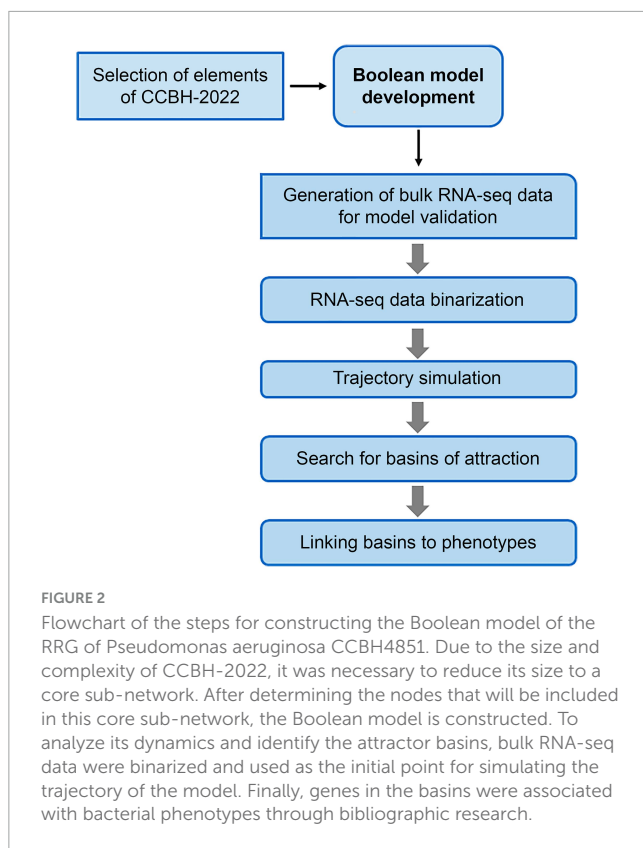 Selection of elements
of CCBH-2022
Boolean model
development
Generation of bulk RNA-seq data
for model validation
RNA-seq data binarization
Trajectory simulation
Search for basins of attraction
Linking basins to phenotypes
FIGURE 2
Flowchart of the steps for constructing the Boolean model of the
RRG of Pseudomonas aeruginosa CCBH4851. Due to the size and
complexity of CCBH-2022, it was necessary to reduce its size to a
core sub-network. After determining the nodes that will be included
in this core sub-network, the Boolean model is constructed. To
analyze its dynamics and identify the attractor basins, bulk RNA-seq
data were binarized and used as the initial point for simulating the
trajectory of the model. Finally, genes in the basins were associated
with bacterial phenotypes through bibliographic research.